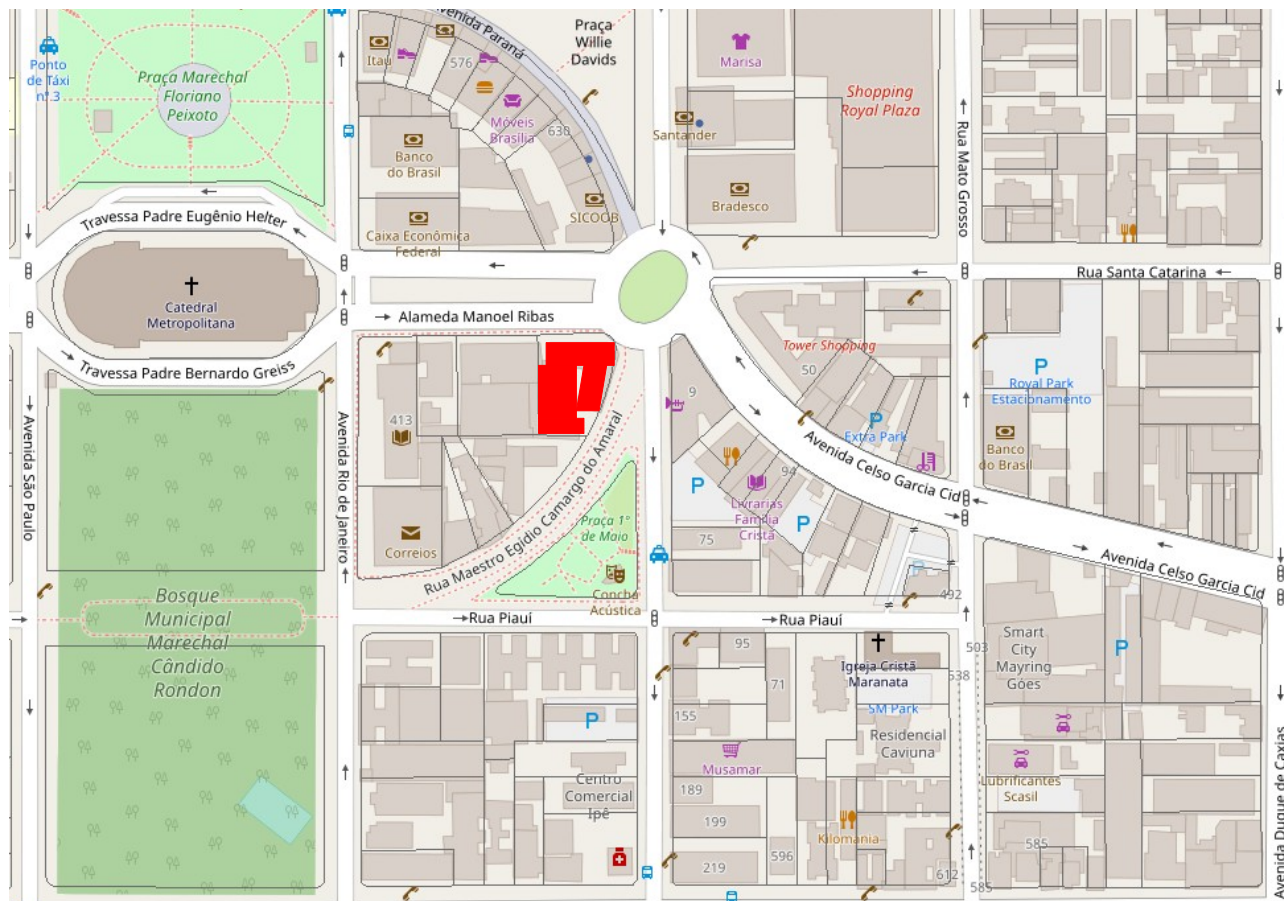 Avenida Paraná
Praça
Willie
Davids
Ponto
de Táxi
nº.3
Praça Marechal
Floriano
Peixoto
Itaú
576
Móveis
Brasília
630
Marisa
Shopping
Royal Plaza
Santander
Banco
do Brasil
SICOOB
Bradesco
Caixa Econômica
Federal
Rua Mato Grosso
Travessa Padre Eugênio Helter
Rua Santa Catarina
Catedral
Metropolitana
Alameda Manoel Ribas
Travessa Padre Bernardo Greiss
Tower Shopping
50
9
413
P
Royal Park
Estacionamento
P
Extra Park
Avenida São Paulo
Avenida Rio de Janeiro
Rua Maestro Egídio Camargo do Amaral
Avenida Celso Garcia Cid
Banco
do Brasil
94
P
Livrarias
Família
Cristã
P
75
Correios
Praça 1º
de Maio
Concha
Acústica
P
492
Avenida Celso Garcia Cid
Rua Piauí
Rua Piauí
Bosque
Municipal
Marechal
Cândido
Rondon
95
71
Igreja Cristã
Maranata
503
538
Smart
City
Mayring
Góes
P
155
SM Park
Residencial
Caviuna
P
Musamar
Centro
Comercial
Ipê
189
199
Kilomania
Lubrificantes
Scasil
219
596
585
612
585
Avenida Duque de Caxias